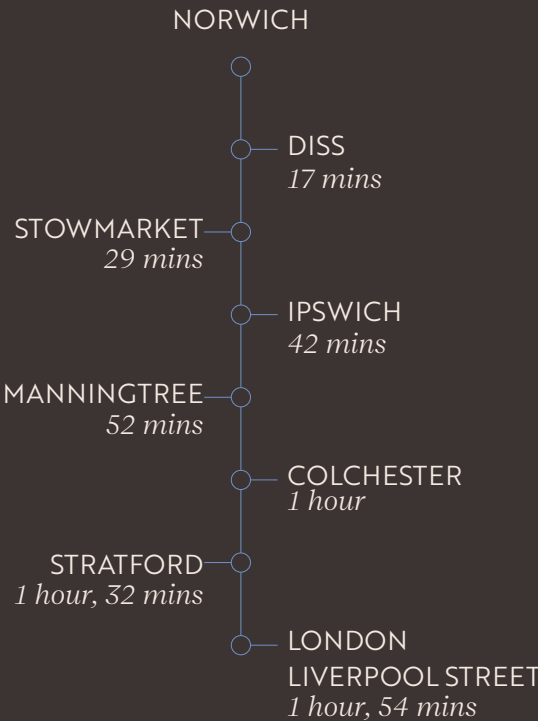 NORWICH
DISS
17 mins
STOWMARKET
29 mins
IPSWICH
42 mins
MANNINGTREE
52 mins
COLCHESTER
1 hour
STRATFORD
1 hour, 32 mins
LONDON
LIVERPOOL STREET
1 hour, 54 mins